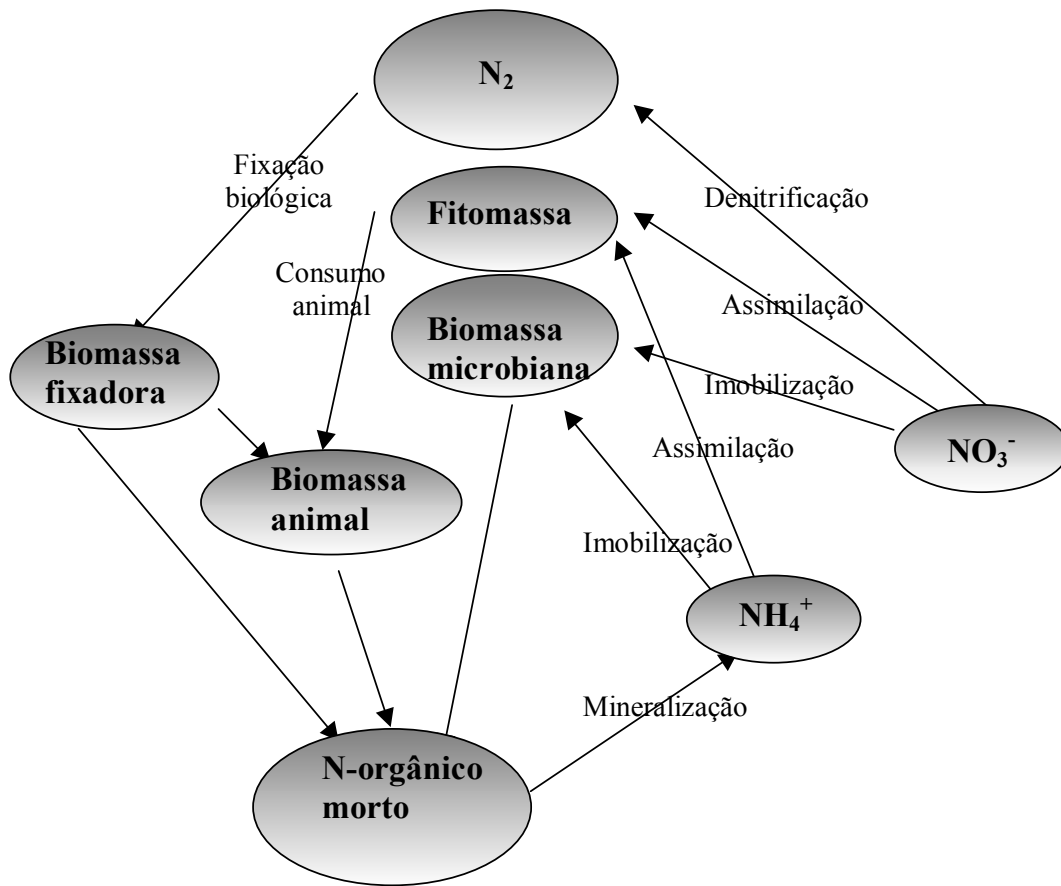 N₂
Fixação
biológica
Denitrificação
Fitomassa
Consumo
animal
Assimilação
Biomassa
microbiana
Biomassa
fixadora
Imobilização
NO₃⁻
Assimilação
Biomassa
animal
Imobilização
NH₄⁺
Mineralização
N-orgânico
morto